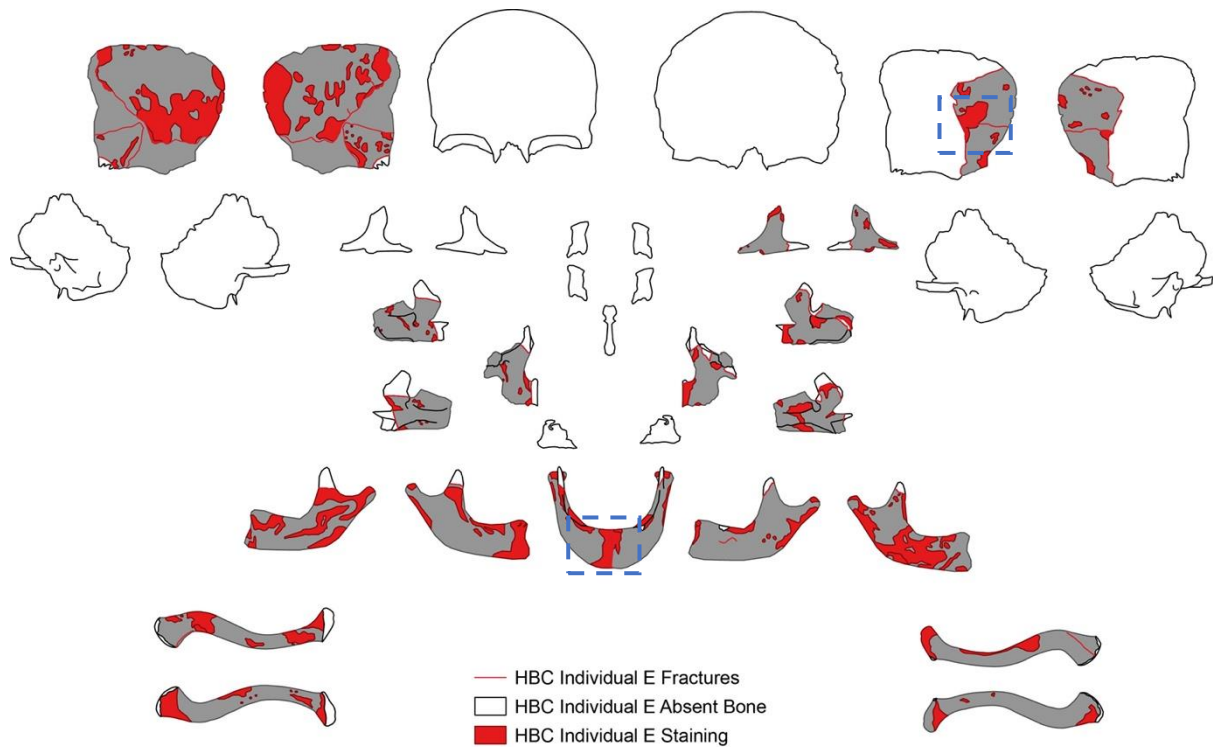 HBC Individual E Fractures
HBC Individual E Absent Bone
HBC Individual E Staining